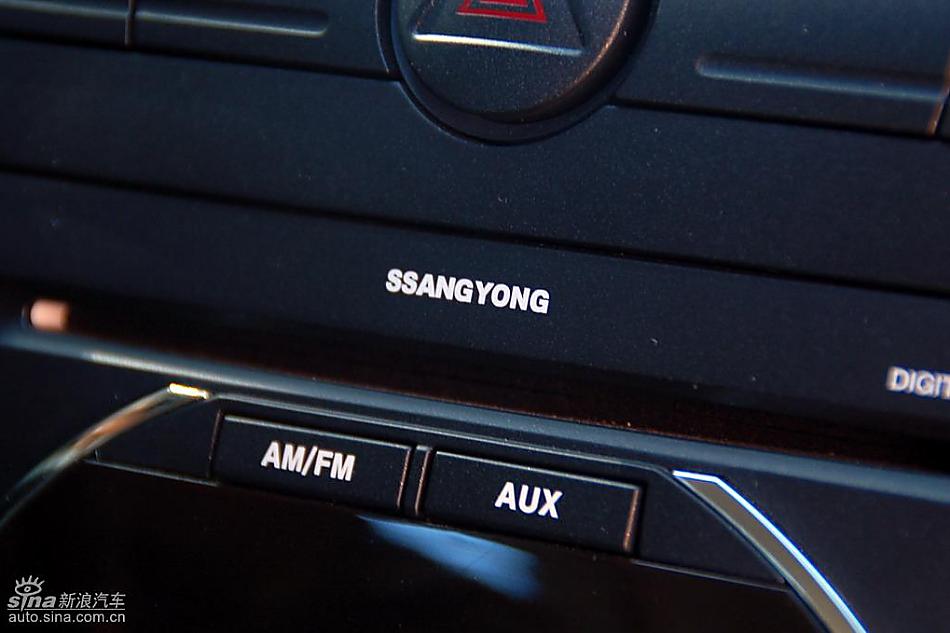 SSANGYONG
DIGIT
AM/FM
AUX
sina新浪汽车
auto.sina.com.cn